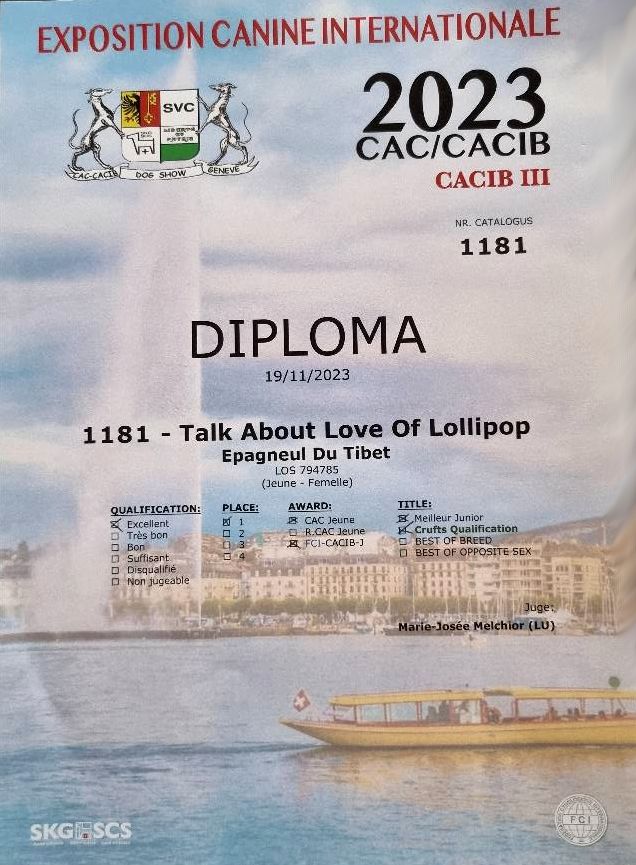 EXPOSITION CANINE INTERNATIONALE
SVC
CAC-CACIB DOG SHOW GENEVE
2023
CAC/CACIB
CACIB III
NR. CATALOGUS
1181
DIPLOMA
19/11/2023
1181 - Talk About Love Of Lollipop
Epagneul Du Tibet
LOS 794785
(Jeune - Femelle)
QUALIFICATION: PLACE: AWARD: TITLE:
☒ Excellent ☒ 1 ☒ CAC Jeune ☒ Meilleur Junior
☐ Très bon ☐ 2 ☐ R.CAC Jeune ☒ Crufts Qualification
☐ Bon ☐ 3 ☒ FCI-CACIB-J ☐ BEST OF BREED
☐ Suffisant ☐ 4 ☐ BEST OF OPPOSITE SEX
☐ Disqualifié
☐ Non jugeable
Juge:
Marie-Josée Melchior (LU)
SKG SCS
FCI